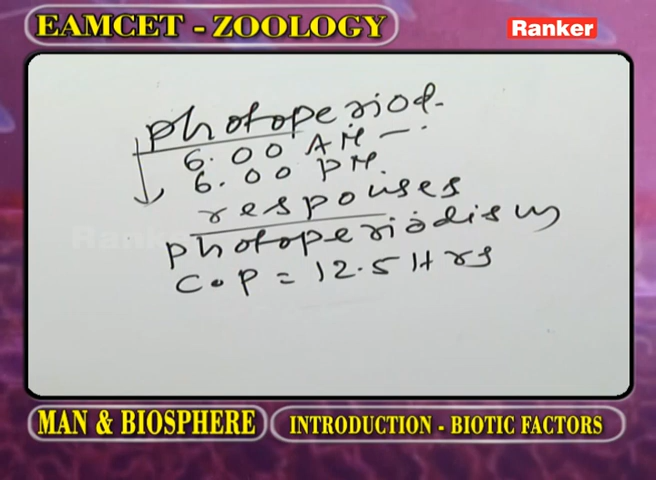 EAMCET - ZOOLOGY
Ranker
photoperiod.
6.00 AM -.
6.00 PM.
responses
photoperiodism
C.P = 12.5 Hrs
Ranker
MAN & BIOSPHERE
INTRODUCTION - BIOTIC FACTORS